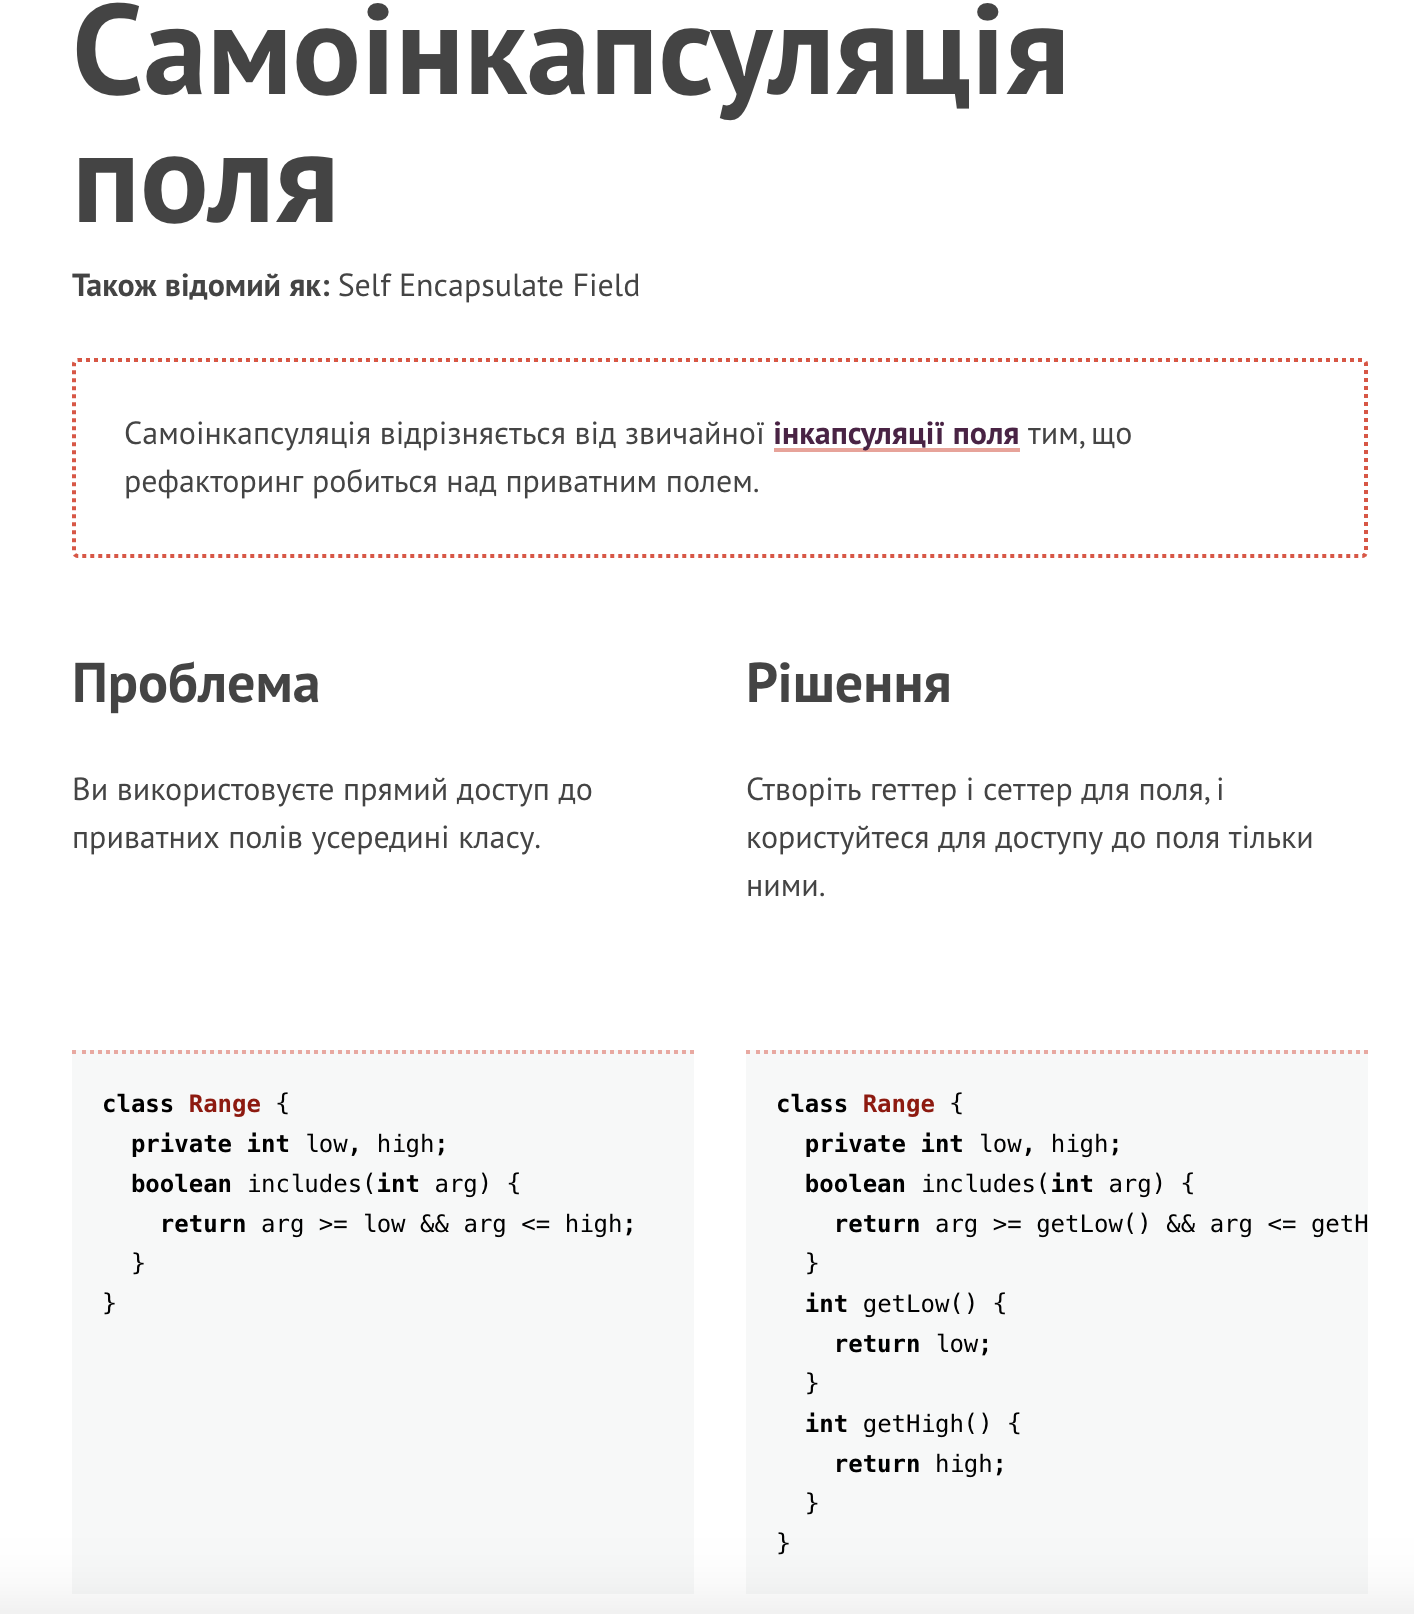 Самоінкапсуляція
поля
Також відомий як: Self Encapsulate Field
Самоінкапсуляція відрізняється від звичайної інкапсуляції поля тим, що
рефакторинг робиться над приватним полем.
Проблема
Ви використовуєте прямий доступ до
приватних полів усередині класу.
class Range {
  private int low, high;
  boolean includes(int arg) {
    return arg >= low && arg <= high;
  }
}
Рішення
Створіть геттер і сеттер для поля, і
користуйтеся для доступу до поля тільки
ними.
class Range {
  private int low, high;
  boolean includes(int arg) {
    return arg >= getLow() && arg <= getH
  }
  int getLow() {
    return low;
  }
  int getHigh() {
    return high;
  }
}